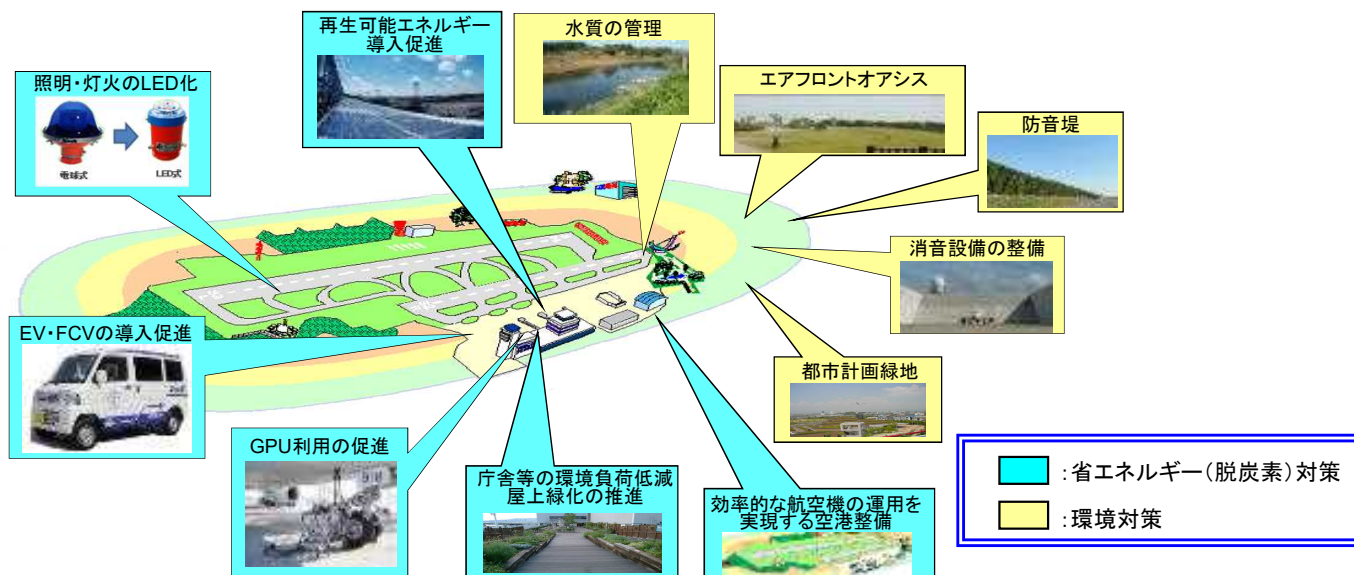 再生可能エネルギー
導入促進
水質の管理
エアフロントオアシス
照明・灯火のLED化
電球式
LED式
防音堤
消音設備の整備
EV・FCVの導入促進
都市計画緑地
GPU利用の促進
庁舎等の環境負荷低減
屋上緑化の推進
効率的な航空機の運用を
実現する空港整備
：省エネルギー（脱炭素）対策
：環境対策